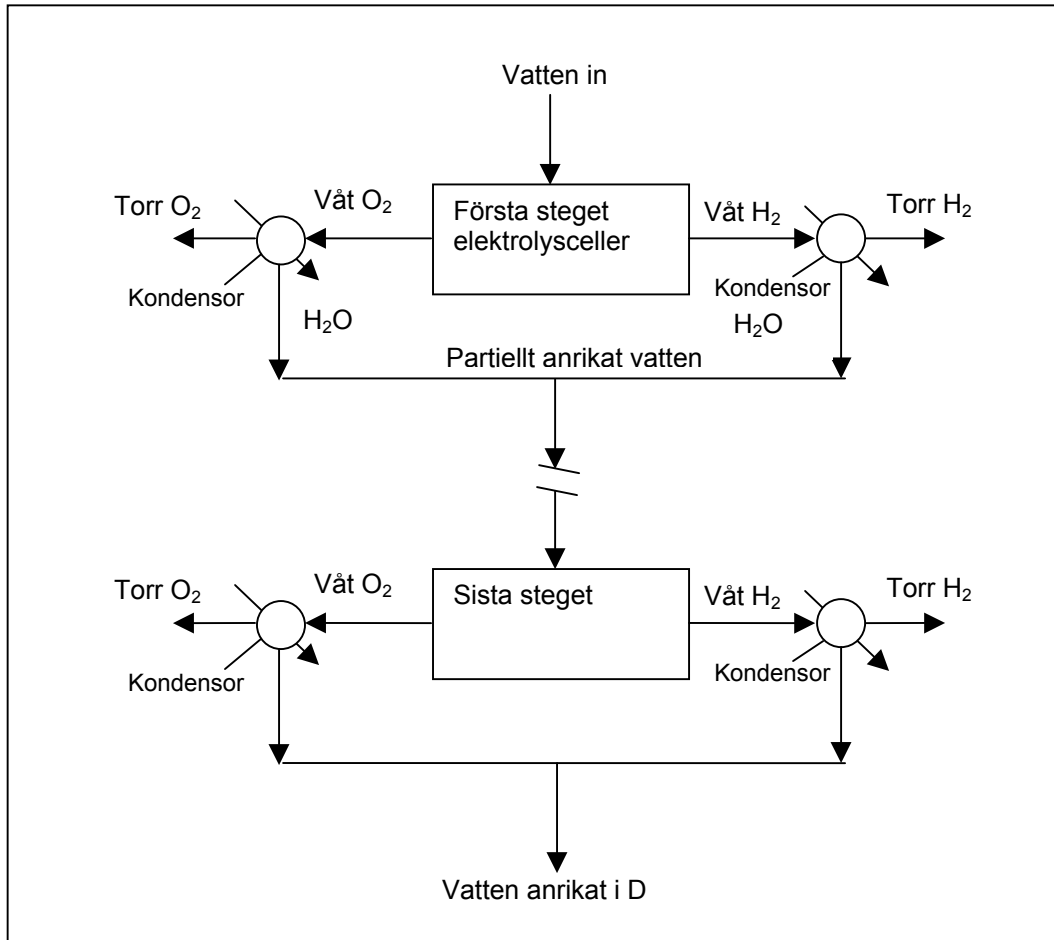 Vatten in
Torr O₂
Våt O₂
Första steget
elektrolysceller
Våt H₂
Torr H₂
Kondensor
H₂O
Kondensor
H₂O
Partiellt anrikat vatten
Torr O₂
Våt O₂
Sista steget
Våt H₂
Torr H₂
Kondensor
Kondensor
Vatten anrikat i D